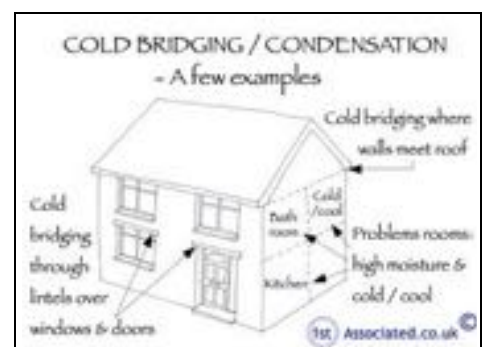 COLD BRIDGING / CONDENSATION
- A few examples
Cold bridging where
walls meet roof
Cold
bridging
through
lintels over
windows & doors
Bath
room
Cold
/cool
Kitchen
Problems rooms:
high moisture &
cold / cool
1st Associated.co.uk ©